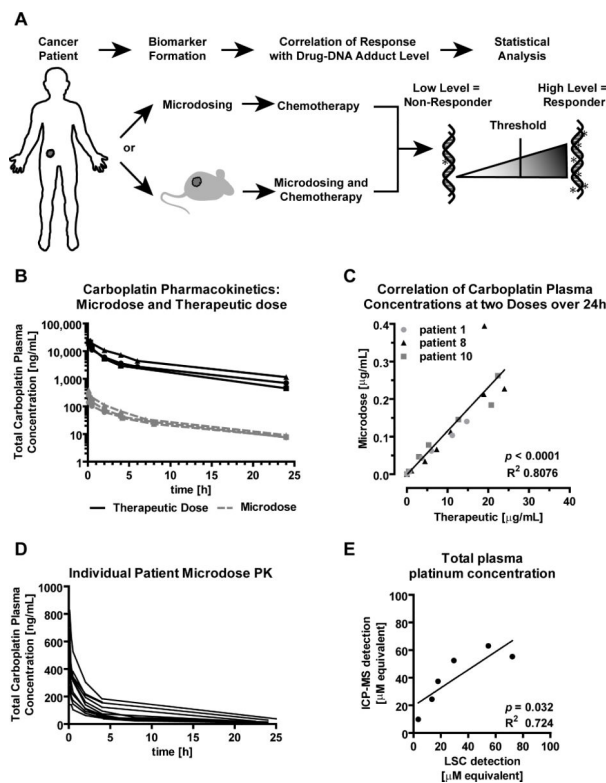 A
Cancer Patient
Biomarker Formation
Correlation of Response with Drug-DNA Adduct Level
Statistical Analysis
Microdosing
Chemotherapy
or
Microdosing and Chemotherapy
Low Level = Non-Responder
High Level = Responder
Threshold
B
Carboplatin Pharmacokinetics:
Microdose and Therapeutic dose
Total Carboplatin Plasma
Concentration [ng/mL]
100,000
10,000
1,000
100
10
1
0 5 10 15 20 25
time [h]
Therapeutic Dose
Microdose
C
Correlation of Carboplatin Plasma
Concentrations at two Doses over 24h
patient 1
patient 8
patient 10
Microdose [µg/mL]
0.4
0.3
0.2
0.1
0.0
0 10 20 30 40
Therapeutic [µg/mL]
p < 0.0001
R² 0.8076
D
Individual Patient Microdose PK
Total Carboplatin Plasma
Concentration [ng/mL]
1000
800
600
400
200
0
0 5 10 15 20 25
time [h]
E
Total plasma
platinum concentration
ICP-MS detection
[µM equivalent]
100
80
60
40
20
0
0 20 40 60 80 100
LSC detection
[µM equivalent]
p = 0.032
R² 0.724